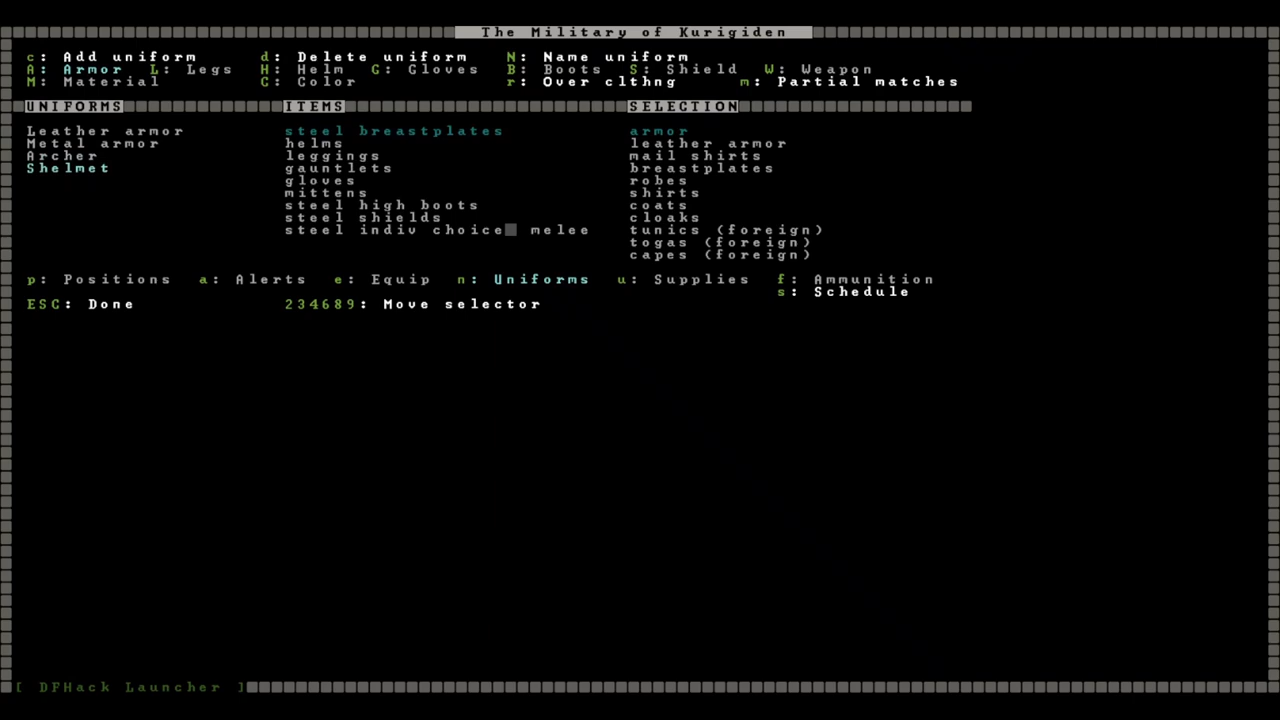 The Military of Kurigiden
c: Add uniform d: Delete uniform N: Name uniform
A: Armor L: Legs H: Helm G: Gloves B: Boots S: Shield W: Weapon
M: Material C: Color r: Over clthng m: Partial matches
UNIFORMS ITEMS SELECTION
Leather armor steel breastplates armor
Metal armor helms leather armor
Archer leggings mail shirts
Shelmet gauntlets breastplates
gloves robes
mittens shirts
steel high boots coats
steel shields cloaks
steel indiv choice melee tunics (foreign)
togas (foreign)
capes (foreign)
p: Positions a: Alerts e: Equip n: Uniforms u: Supplies f: Ammunition
s: Schedule
ESC: Done 234689: Move selector
[ DFHack Launcher ]